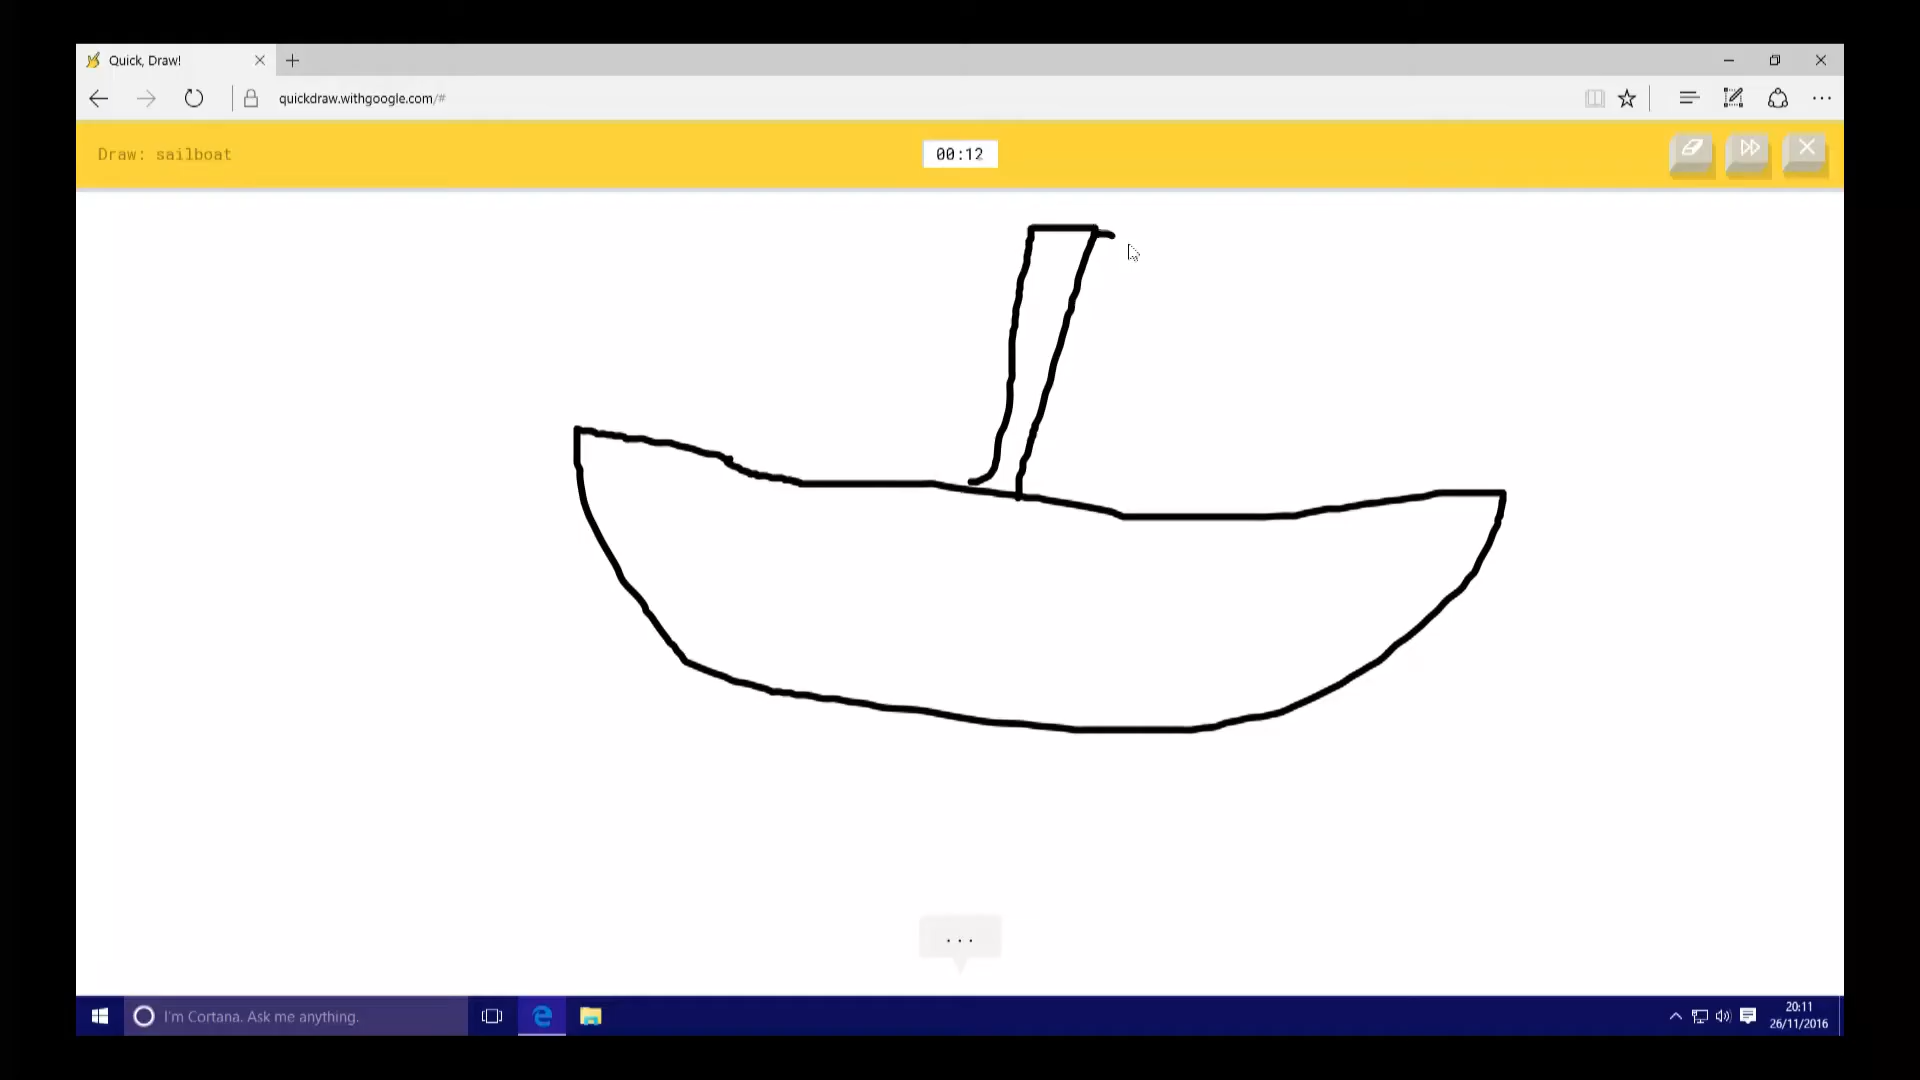 Quick, Draw!
quickdraw.withgoogle.com/#
Draw: sailboat
00:12
...
I'm Cortana. Ask me anything.
20:11
26/11/2016